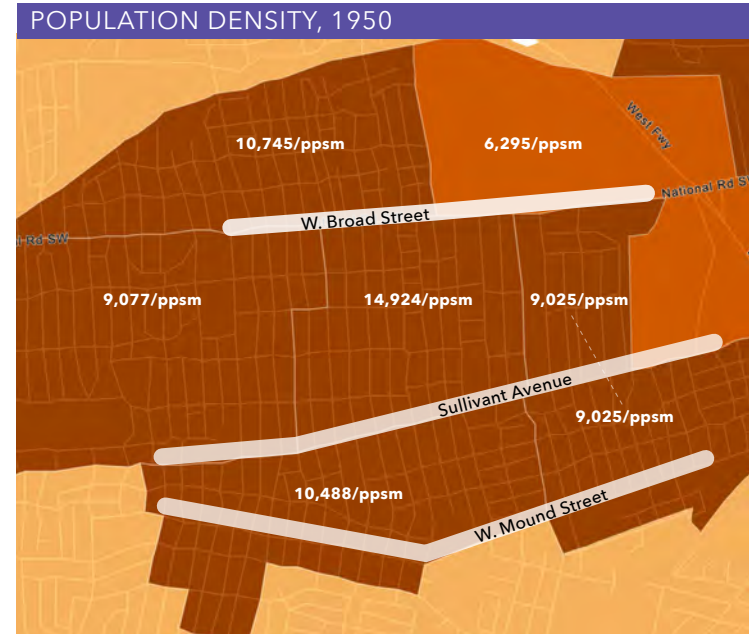 POPULATION DENSITY, 1950
10,745/ppsm
6,295/ppsm
West Fwy
National Rd S
W. Broad Street
Rd SW
9,077/ppsm
14,924/ppsm
9,025/ppsm
Sullivant Avenue
9,025/ppsm
10,488/ppsm
W. Mound Street